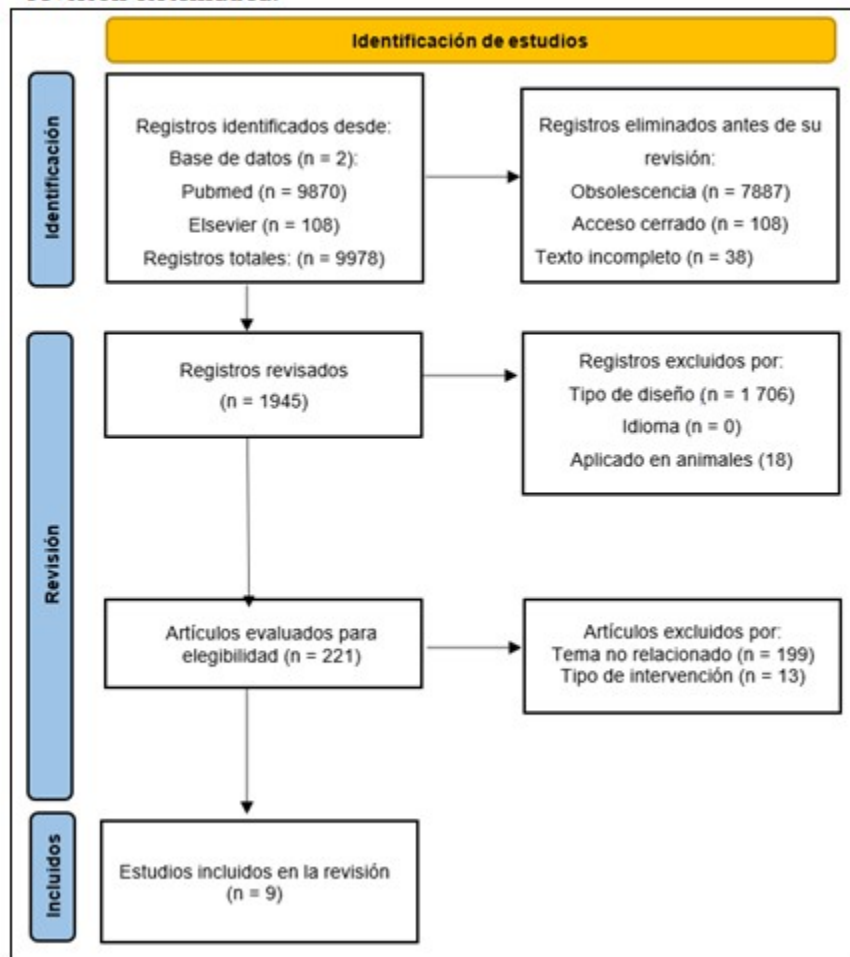 Identificación de estudios
Identificación
Registros identificados desde:
Base de datos (n = 2):
Pubmed (n = 9870)
Elsevier (n = 108)
Registros totales: (n = 9978)
Registros eliminados antes de su
revisión:
Obsolescencia (n = 7887)
Acceso cerrado (n = 108)
Texto incompleto (n = 38)
Revisión
Registros revisados
(n = 1945)
Registros excluidos por:
Tipo de diseño (n = 1 706)
Idioma (n = 0)
Aplicado en animales (18)
Artículos evaluados para
elegibilidad (n = 221)
Artículos excluidos por:
Tema no relacionado (n = 199)
Tipo de intervención (n = 13)
Incluidos
Estudios incluidos en la revisión
(n = 9)